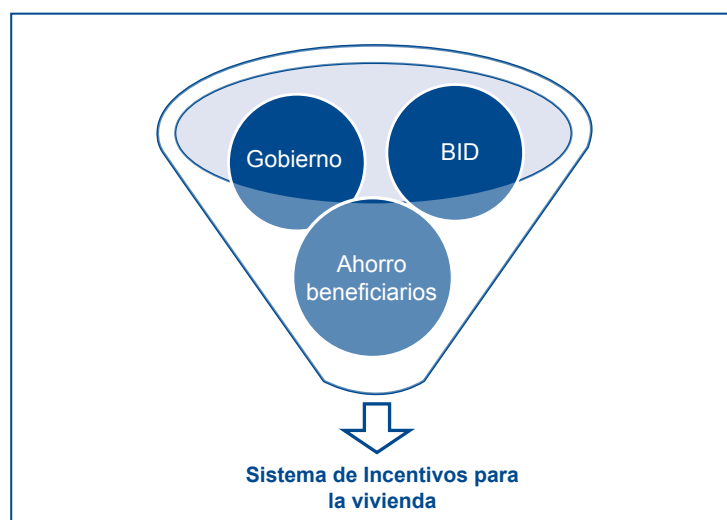 Gobierno
BID
Ahorro
beneficiarios
Sistema de Incentivos para
la vivienda